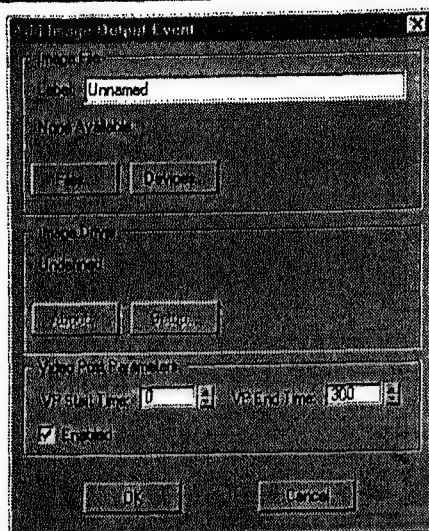 Add Image Output Event
Image File
Label: Unnamed
None Available
Files... Devices...
Image Driver
Undefined
About... Setup...
Video Post Parameters
VP Start Time: 0 VP End Time: 300
Enabled
OK Cancel